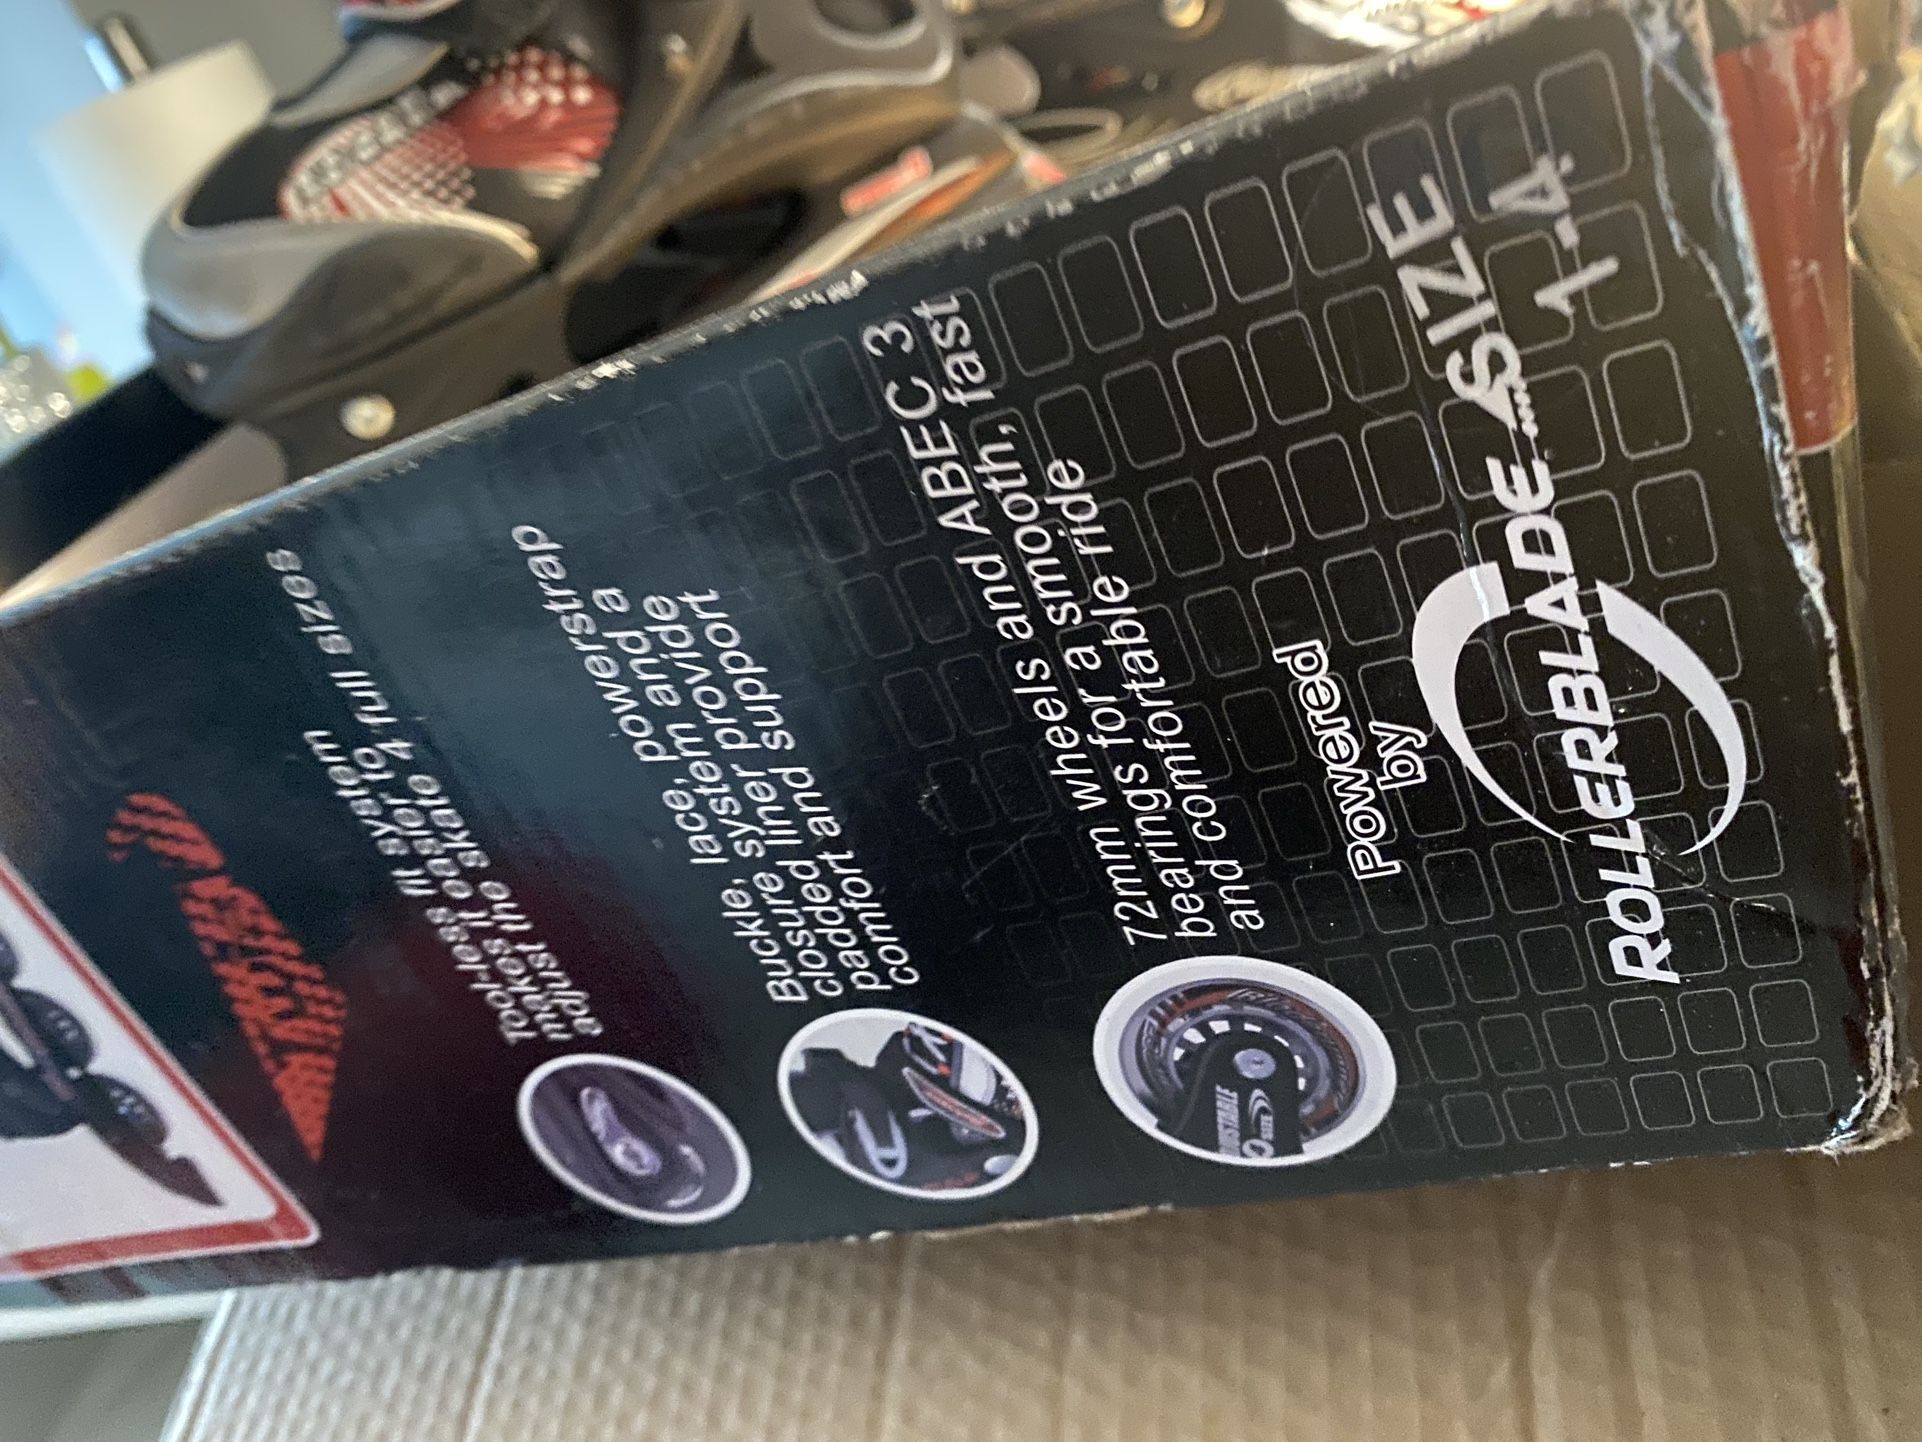 Tool-less fit system
makes it easier to
adjust the skate 4 full sizes
Buckle, lace, powerstrap
closure system and a
padded liner provide
comfort and support
72mm wheels and ABEC 3
bearings for a smooth, fast
and comfortable ride
Powered
by
ROLLERBLADE
SIZE
SIZE
1-4